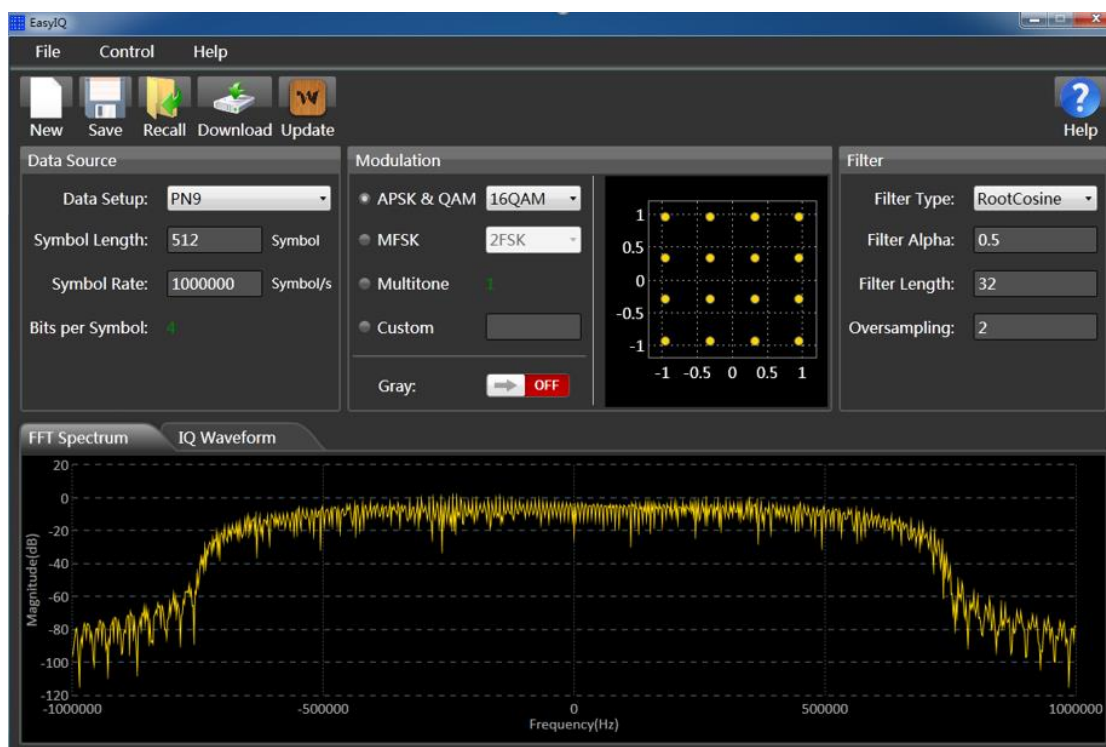 EasyIQ
File Control Help
New Save Recall Download Update Help
Data Source
Data Setup: PN9
Symbol Length: 512 Symbol
Symbol Rate: 1000000 Symbol/s
Bits per Symbol: 4
Modulation
APSK & QAM 16QAM
MFSK 2FSK
Multitone 1
Custom
Gray: OFF
1
0.5
0
-0.5
-1
-1 -0.5 0 0.5 1
Filter
Filter Type: RootCosine
Filter Alpha: 0.5
Filter Length: 32
Oversampling: 2
FFT Spectrum IQ Waveform
Magnitude(dB)
20
0
-20
-40
-60
-80
-100
-120
-1000000 -500000 0 500000 1000000
Frequency(Hz)